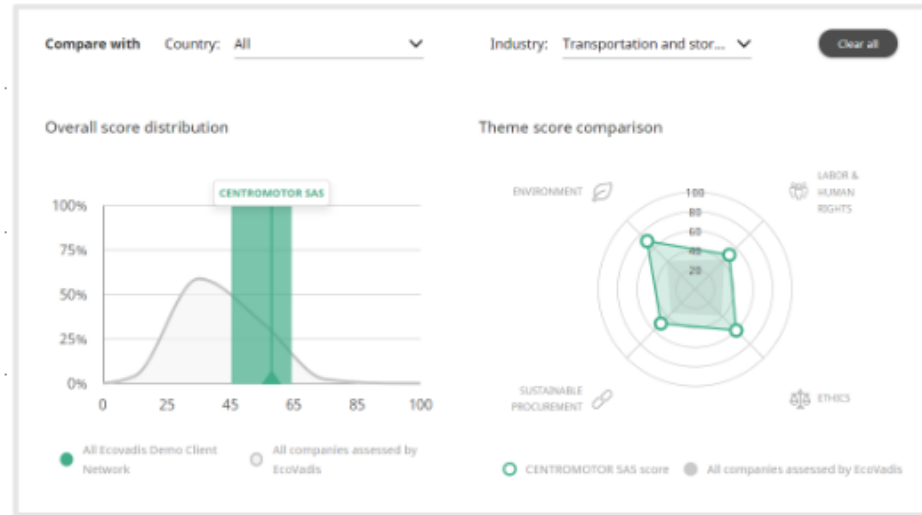 Compare with Country: All Industry: Transportation and stor... Clear all
Overall score distribution
Theme score comparison
CENTROMOTOR SAS
100%
75%
50%
25%
0%
0 25 45 65 85 100
All Ecovadis Demo Client
Network
All companies assessed by
EcoVadis
ENVIRONMENT
LABOR &
HUMAN
RIGHTS
100
80
60
40
20
SUSTAINABLE
PROCUREMENT
ETHICS
CENTROMOTOR SAS score All companies assessed by EcoVadis